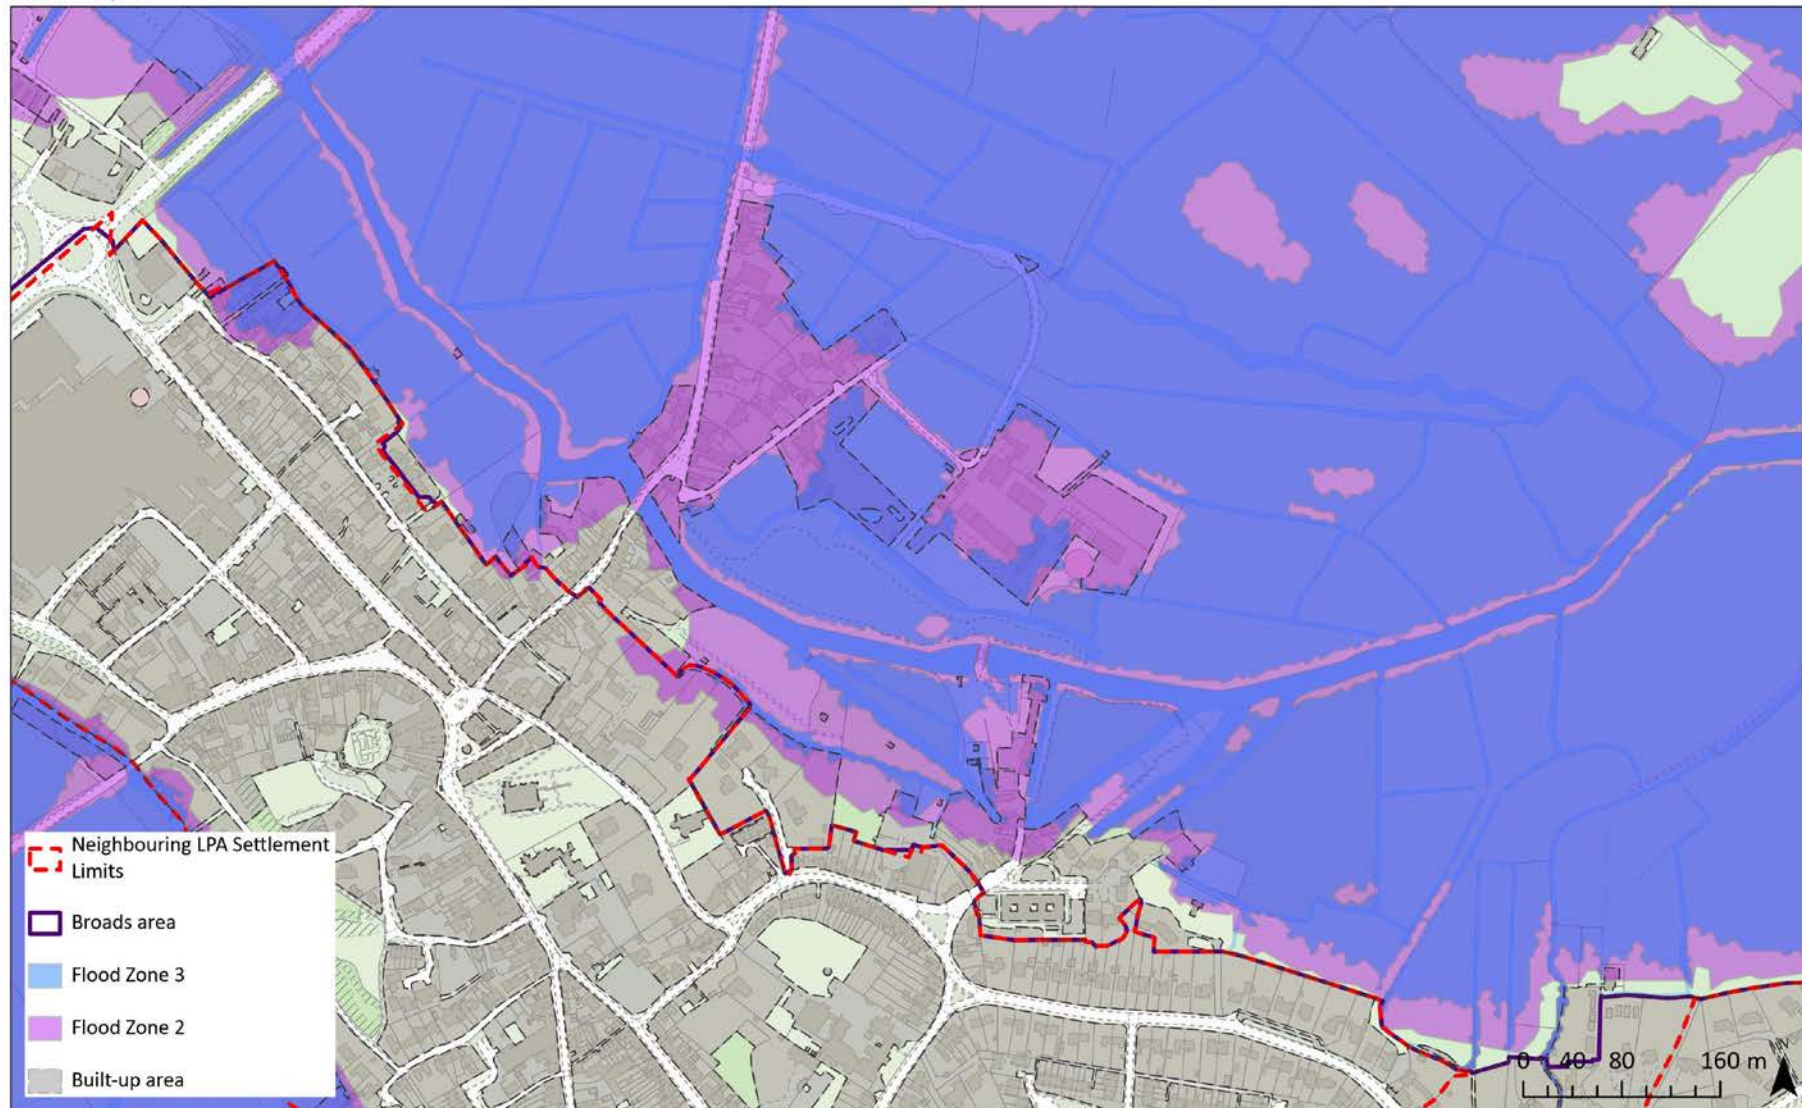 Neighbouring LPA Settlement
Limits
Broads area
Flood Zone 3
Flood Zone 2
Built-up area
0 40 80 160 m